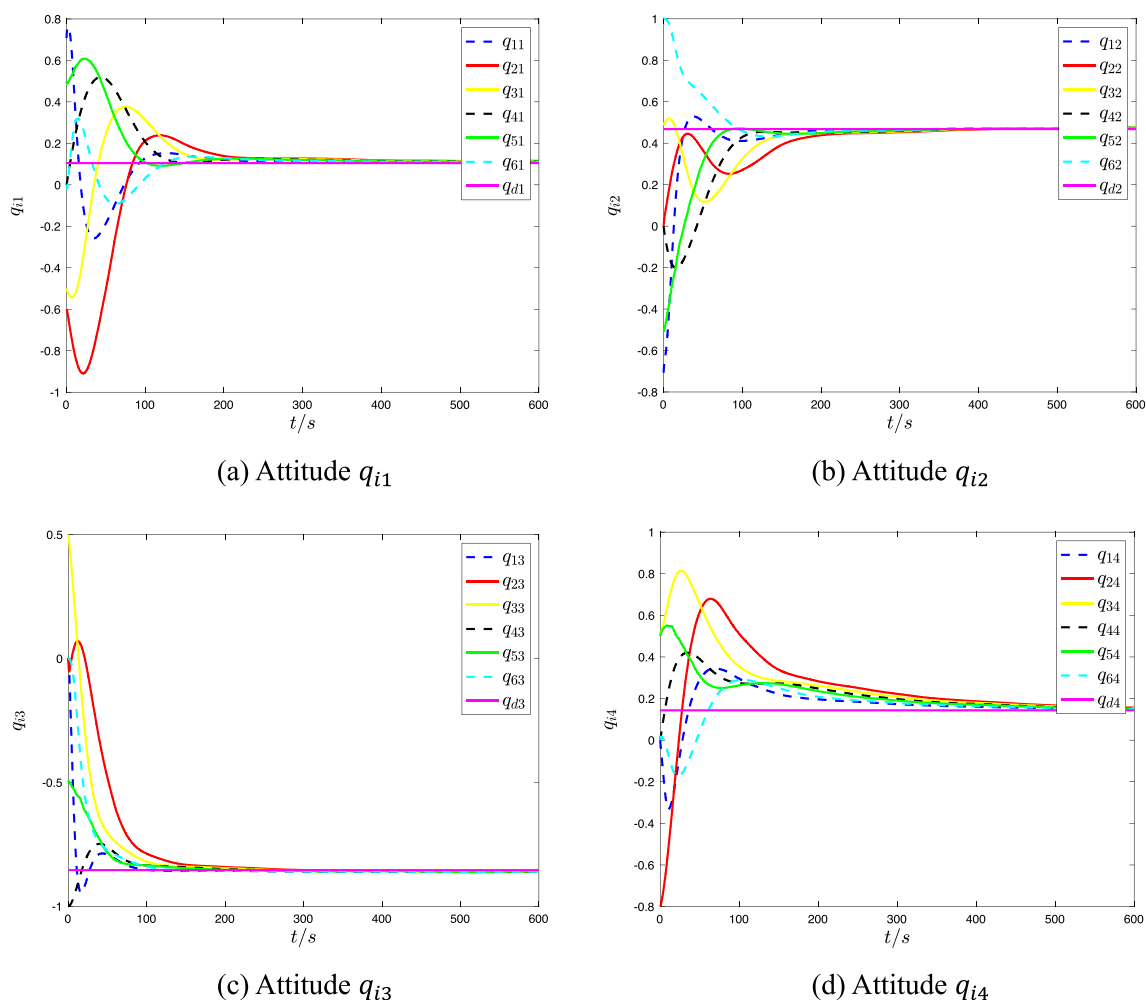 0.8
0.6
0.4
0.2
0
-0.2
-0.4
-0.6
-0.8
-1
q_{i1}
0 100 200 300 400 500 600
t/s
q_{11}
q_{21}
q_{31}
q_{41}
q_{51}
q_{61}
q_{d1}
(a) Attitude q_{i1}
1
0.8
0.6
0.4
0.2
0
-0.2
-0.4
-0.6
-0.8
q_{i2}
0 100 200 300 400 500 600
t/s
q_{12}
q_{22}
q_{32}
q_{42}
q_{52}
q_{62}
q_{d2}
(b) Attitude q_{i2}
0.5
0
-0.5
-1
q_{i3}
0 100 200 300 400 500 600
t/s
q_{13}
q_{23}
q_{33}
q_{43}
q_{53}
q_{63}
q_{d3}
(c) Attitude q_{i3}
1
0.8
0.6
0.4
0.2
0
-0.2
-0.4
-0.6
-0.8
q_{i4}
0 100 200 300 400 500 600
t/s
q_{14}
q_{24}
q_{34}
q_{44}
q_{54}
q_{64}
q_{d4}
(d) Attitude q_{i4}